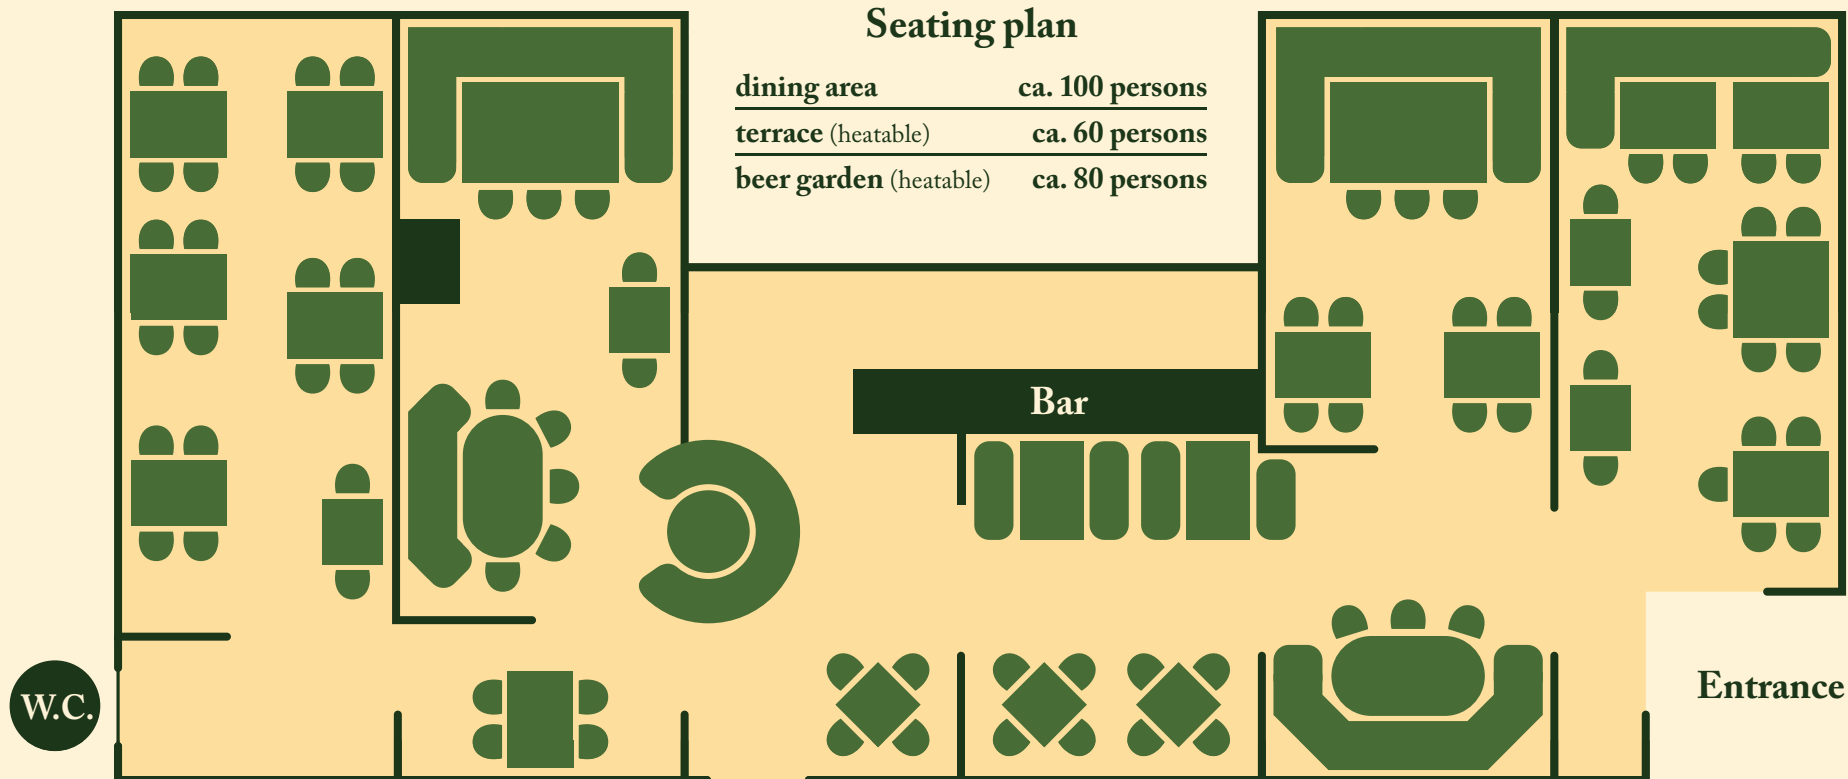 Seating plan
dining area ca. 100 persons
terrace (heatable) ca. 60 persons
beer garden (heatable) ca. 80 persons
Bar
W.C.
Entrance